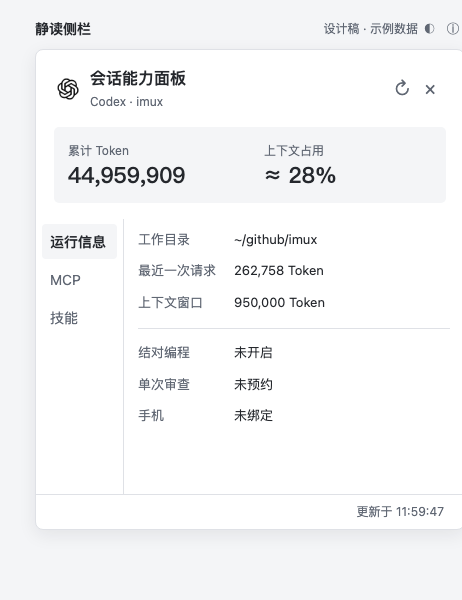 静读侧栏
设计稿 · 示例数据
会话能力面板
Codex · imux
累计 Token
上下文占用
44,959,909
≈ 28%
运行信息
MCP
技能
工作目录 ~/github/imux
最近一次请求 262,758 Token
上下文窗口 950,000 Token
结对编程 未开启
单次审查 未预约
手机 未绑定
更新于 11:59:47